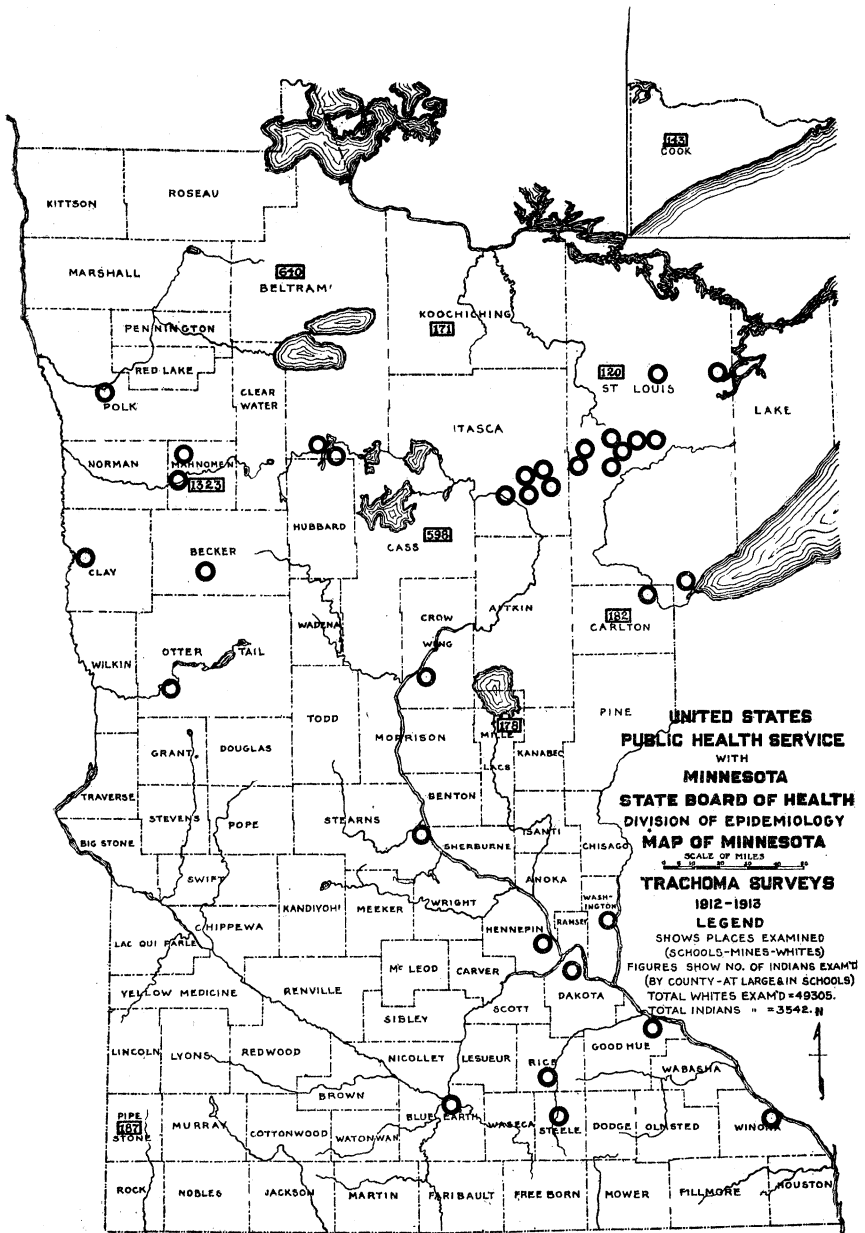 143
COOK
ROSEAU
KITTSON
MARSHALL
640
BELTRAMI
KOOCHICHING
171
PENNINGTON
RED LAKE
POLK
CLEAR
WATER
120
ST LOUIS
LAKE
ITASCA
NORMAN
MAHNOMEN
1323
HUBBARD
CASS
598
CLAY
BECKER
CROW
WING
AITKIN
182
CARLTON
WADENA
OTTER TAIL
WILKIN
TODD
MORRISON
178
MILLE
LACS
KANABEC
PINE
GRANT
DOUGLAS
BENTON
TRAVERSE
STEVENS
POPE
STEARNS
SHERBURNE
ISANTI
CHISAGO
BIG STONE
SWIFT
ANOKA
KANDIYOHI
MEEKER
WRIGHT
WASH-
INGTON
RAMSEY
HENNEPIN
CHIPPEWA
LAC QUI PARLE
MC LEOD
CARVER
YELLOW MEDICINE
RENVILLE
SCOTT
DAKOTA
SIBLEY
LINCOLN
LYONS
REDWOOD
NICOLLET
LESUEUR
RICE
GOOD HUE
WABASHA
BROWN
PIPE
187
STONE
MURRAY
COTTONWOOD
WATONWAN
BLUE EARTH
WASECA
STEELE
DODGE
OLMSTED
WINONA
ROCK
NOBLES
JACKSON
MARTIN
FARIBAULT
FREE BORN
MOWER
FILLMORE
HOUSTON
UNITED STATES
PUBLIC HEALTH SERVICE
WITH
MINNESOTA
STATE BOARD OF HEALTH
DIVISION OF EPIDEMIOLOGY
MAP OF MINNESOTA
SCALE OF MILES
TRACHOMA SURVEYS
1912-1913
LEGEND
SHOWS PLACES EXAMINED
(SCHOOLS-MINES-WHITES)
FIGURES SHOW NO. OF INDIANS EXAM'D
(BY COUNTY-AT LARGE & IN SCHOOLS)
TOTAL WHITES EXAM'D = 49305.
TOTAL INDIANS " = 3542.
N